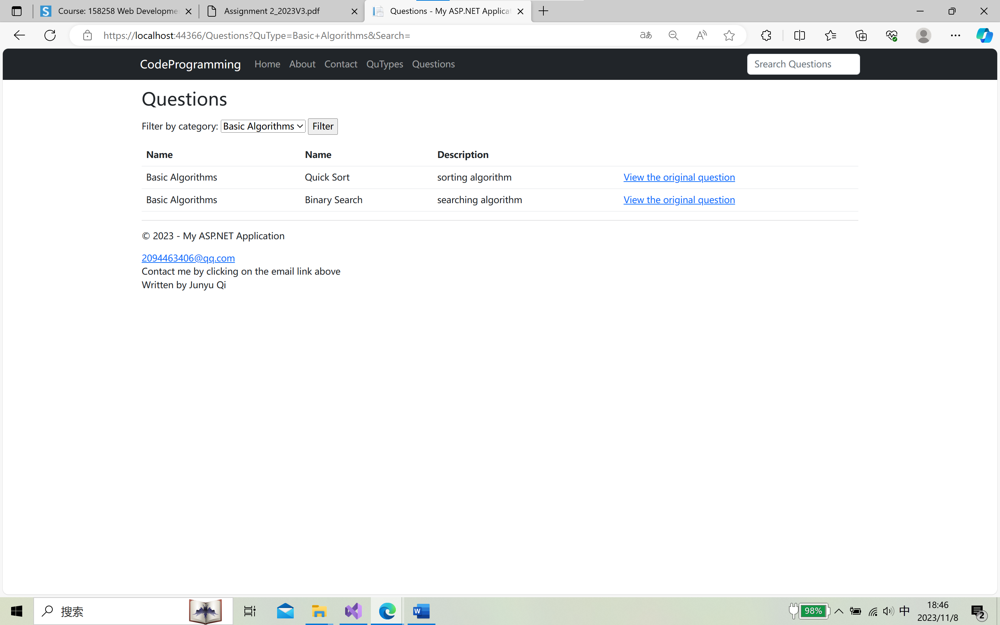 Course: 158258 Web Developme
Assignment 2_2023V3.pdf
Questions - My ASP.NET Applicat
https://localhost:44366/Questions?QuType=Basic+Algorithms&Search=
CodeProgramming Home About Contact QuTypes Questions Srearch Questions
Questions
Filter by category: Basic Algorithms Filter
Name Name Description
Basic Algorithms Quick Sort sorting algorithm View the original question
Basic Algorithms Binary Search searching algorithm View the original question
© 2023 - My ASP.NET Application
2094463406@qq.com
Contact me by clicking on the email link above
Written by Junyu Qi
搜索
98%
中
18:46
2023/11/8
2